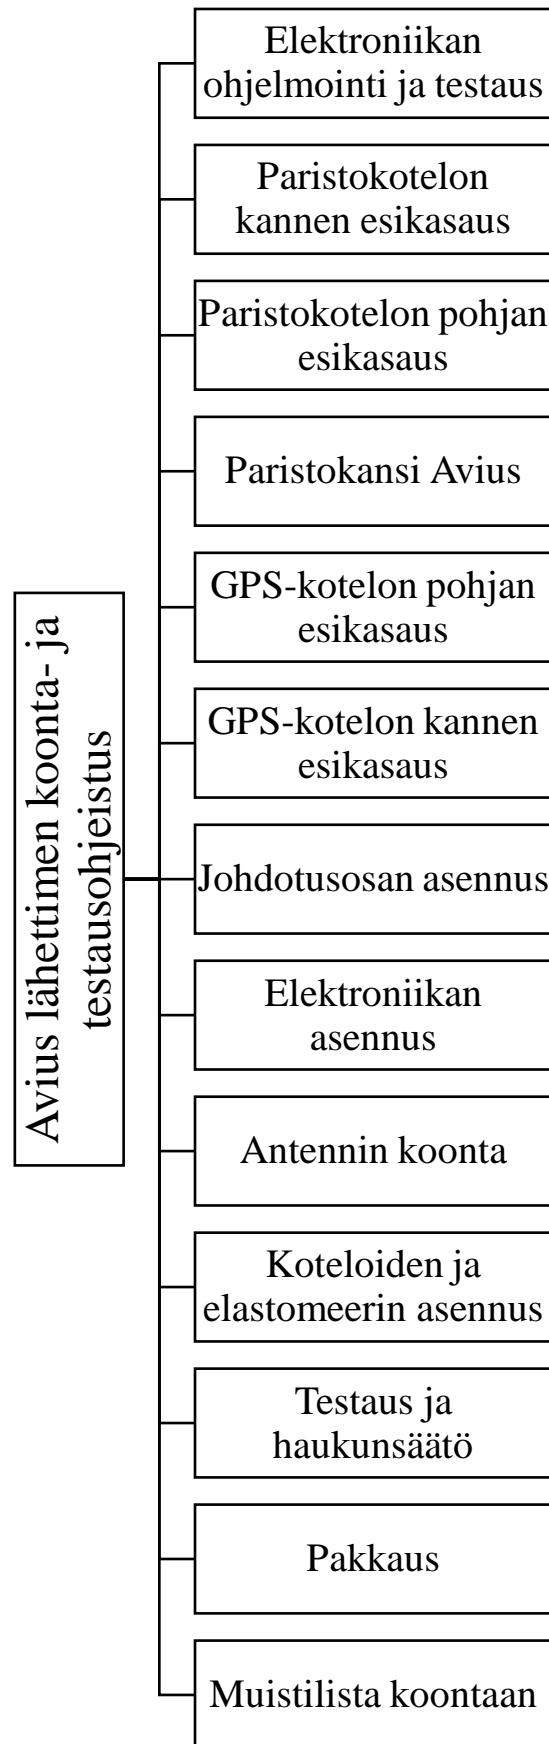 Avius lähettimen koonta- ja
testausohjeistus
Elektroniikan
ohjelmointi ja testaus
Paristokotelon
kannen esikasaus
Paristokotelon pohjan
esikasaus
Paristokansi Avius
GPS-kotelon pohjan
esikasaus
GPS-kotelon kannen
esikasaus
Johdotusosan asennus
Elektroniikan
asennus
Antennin koonta
Koteloiden ja
elastomeerin asennus
Testaus ja
haukunsäätö
Pakkaus
Muistilista koontaan